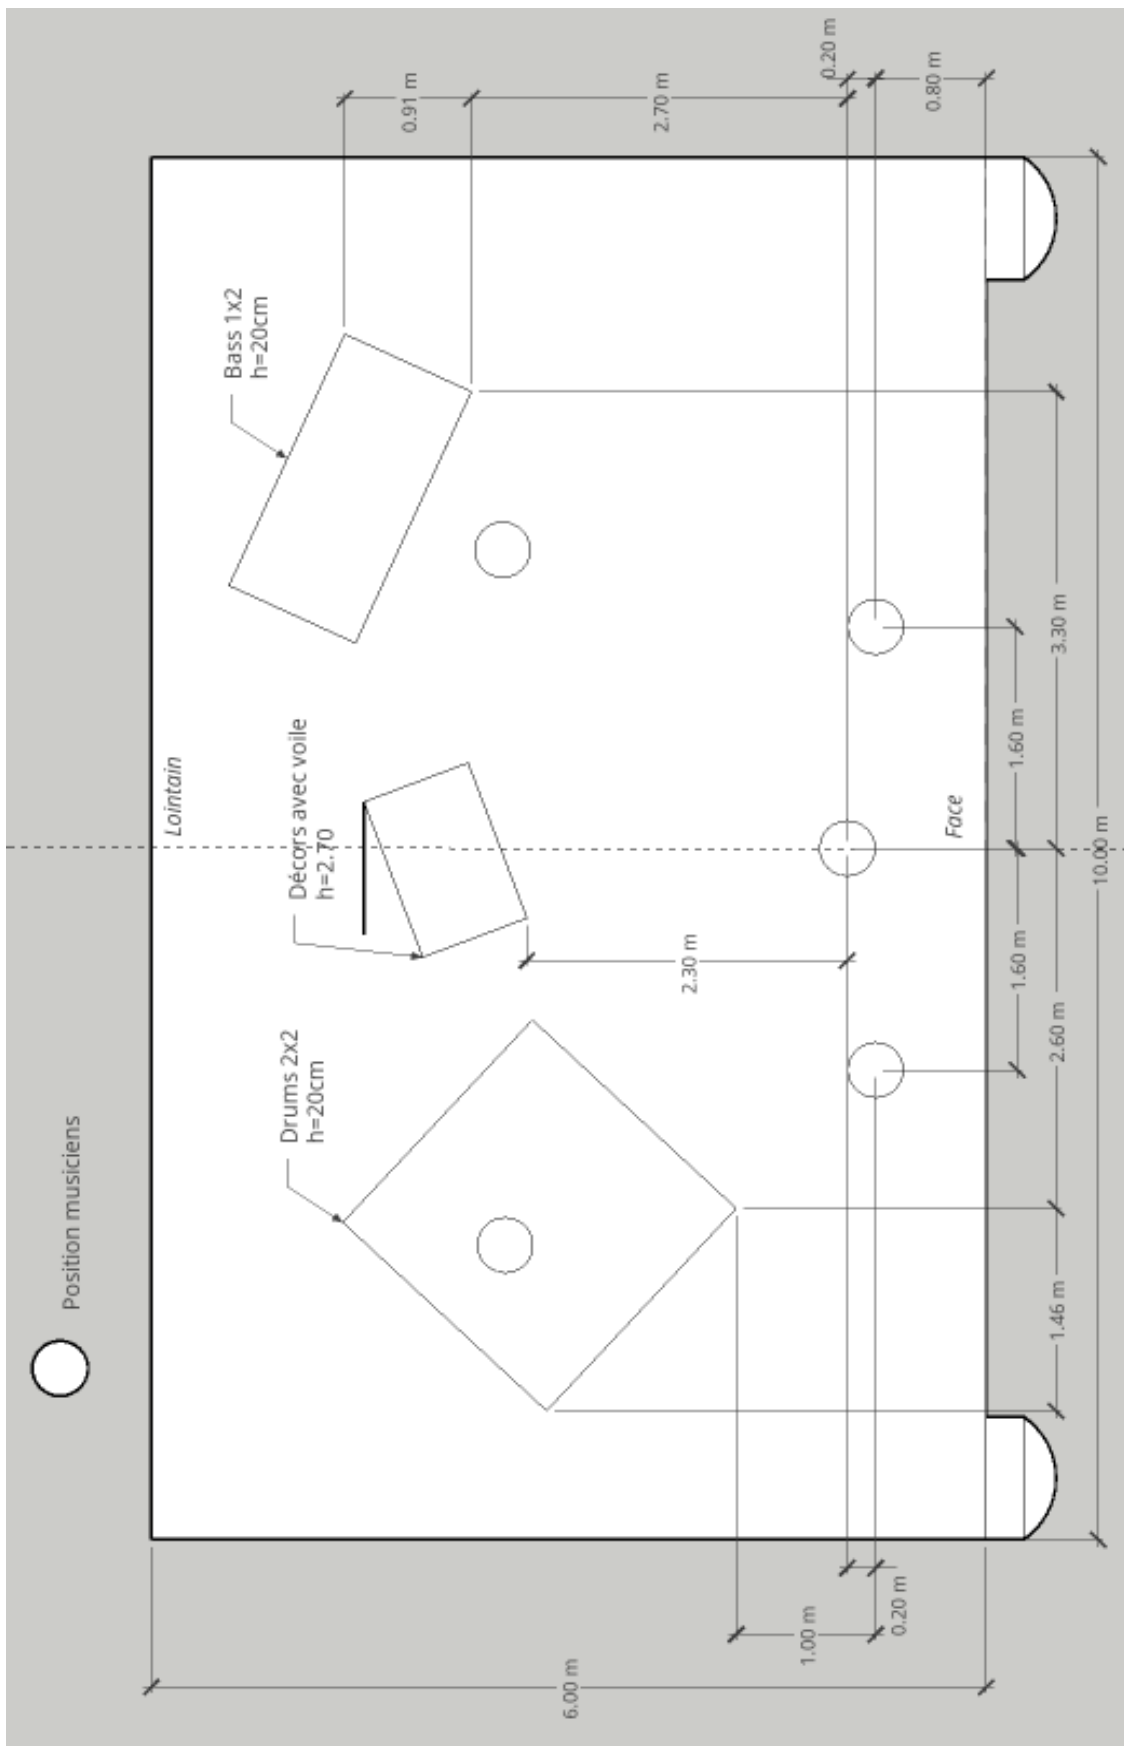 Position musiciens
Lointain
Drums 2x2
h=20cm
Décors avec voile
h=2.70
Bass 1x2
h=20cm
0.91 m
2.70 m
0.20 m
0.80 m
6.00 m
1.00 m
0.20 m
2.30 m
Face
1.60 m
1.60 m
1.46 m
2.60 m
3.30 m
10.00 m